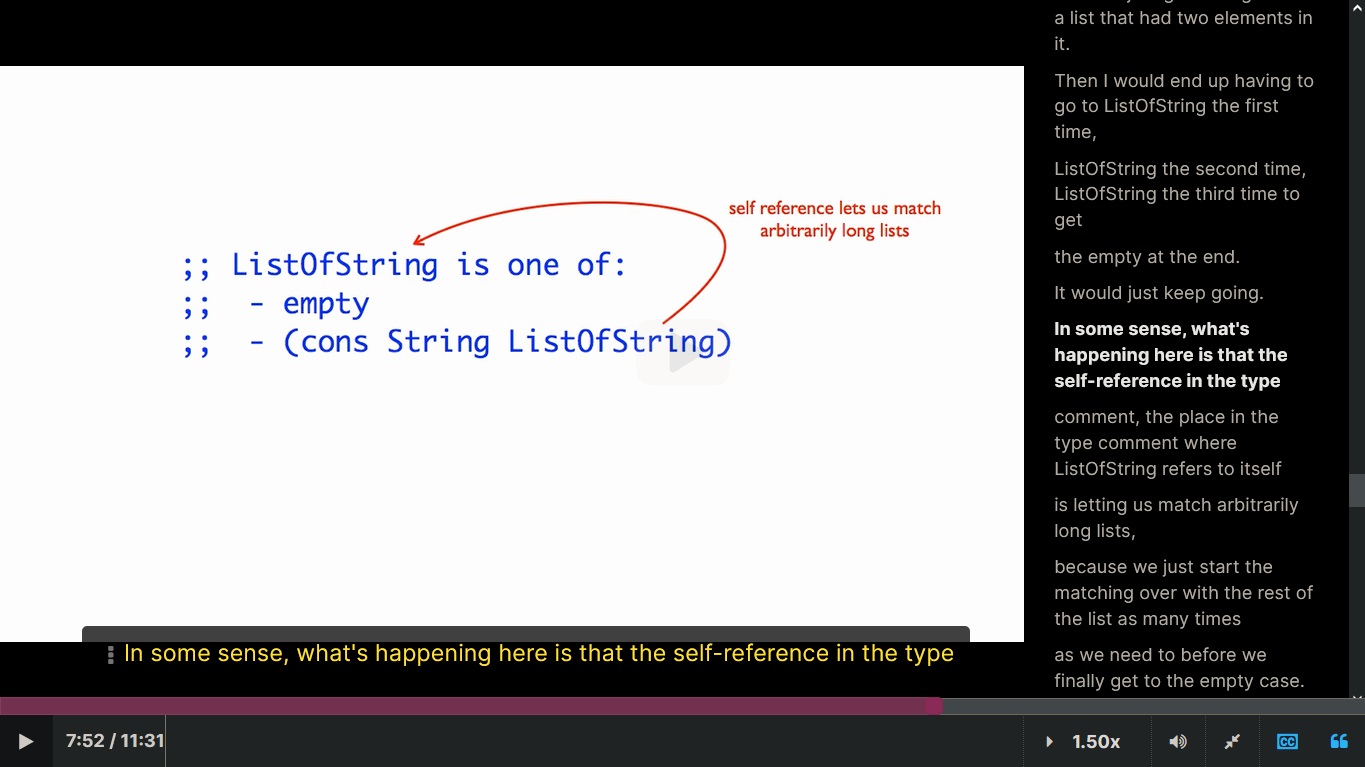 self reference lets us match
arbitrarily long lists
;; ListOfString is one of:
;;  - empty
;;  - (cons String ListOfString)
In some sense, what's happening here is that the self-reference in the type
7:52 / 11:31
1.50x
CC
a list that had two elements in
it.
Then I would end up having to
go to ListOfString the first
time,
ListOfString the second time,
ListOfString the third time to
get
the empty at the end.
It would just keep going.
In some sense, what's
happening here is that the
self-reference in the type
comment, the place in the
type comment where
ListOfString refers to itself
is letting us match arbitrarily
long lists,
because we just start the
matching over with the rest of
the list as many times
as we need to before we
finally get to the empty case.